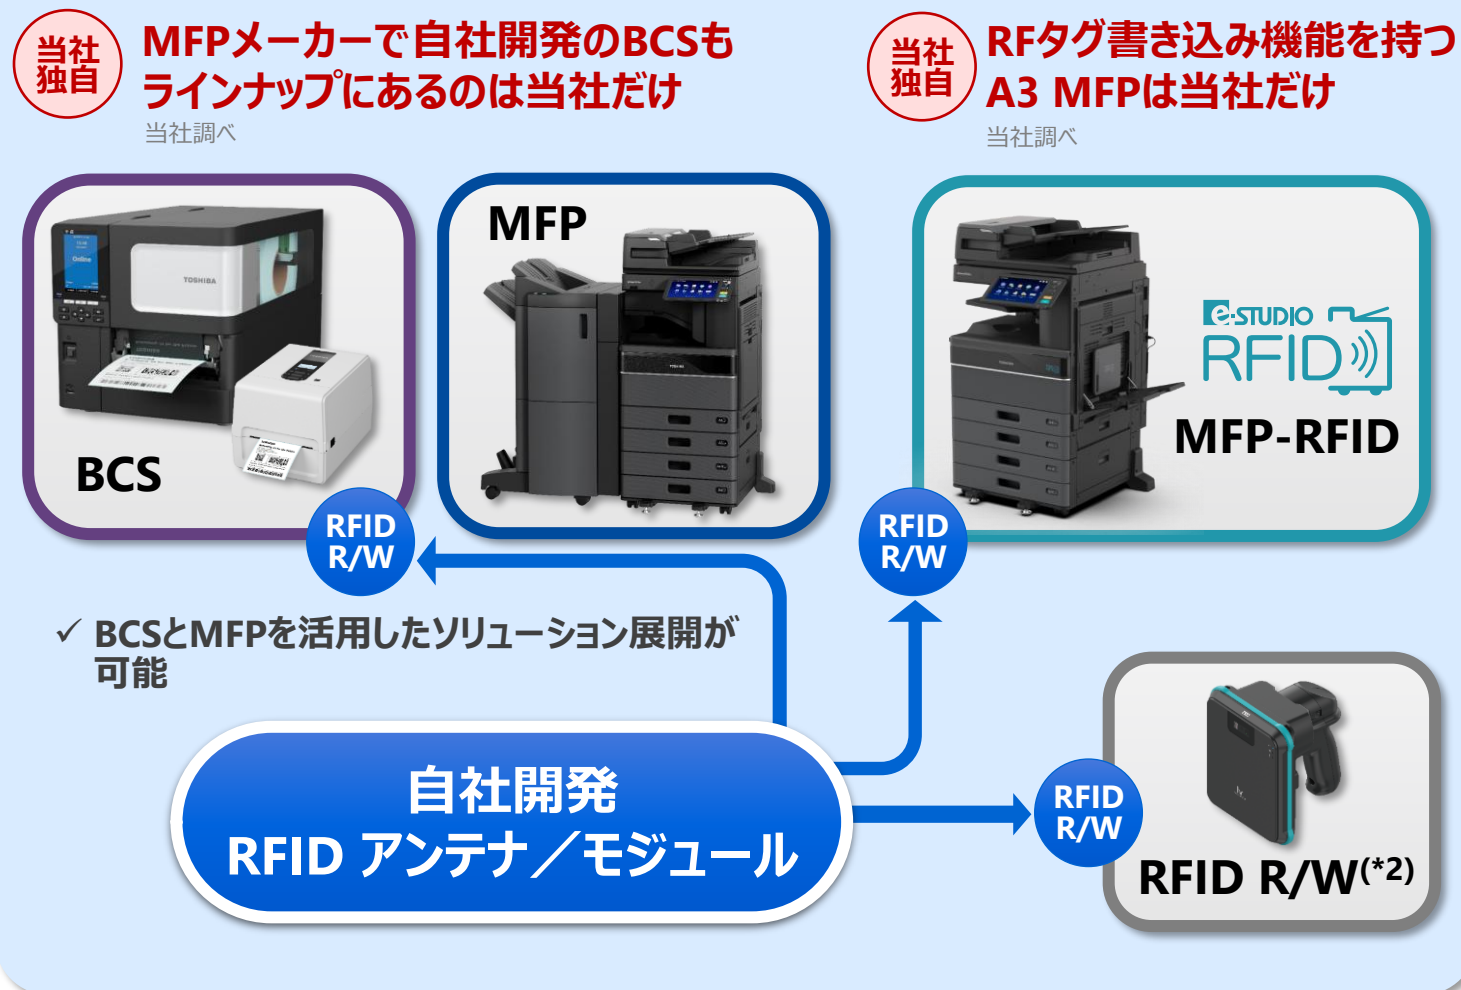 当社
独自
MFPメーカーで自社開発のBCSも
ラインナップにあるのは当社だけ
当社調べ
当社
独自
RFタグ書き込み機能を持つ
A3 MFPは当社だけ
当社調べ
Online
TOSHIBA
BCS
MFP
e-STUDIO
RFID
MFP-RFID
RFID
R/W
RFID
R/W
✓ BCSとMFPを活用したソリューション展開が
可能
自社開発
RFID アンテナ／モジュール
RFID
R/W
RFID R/W(*2)